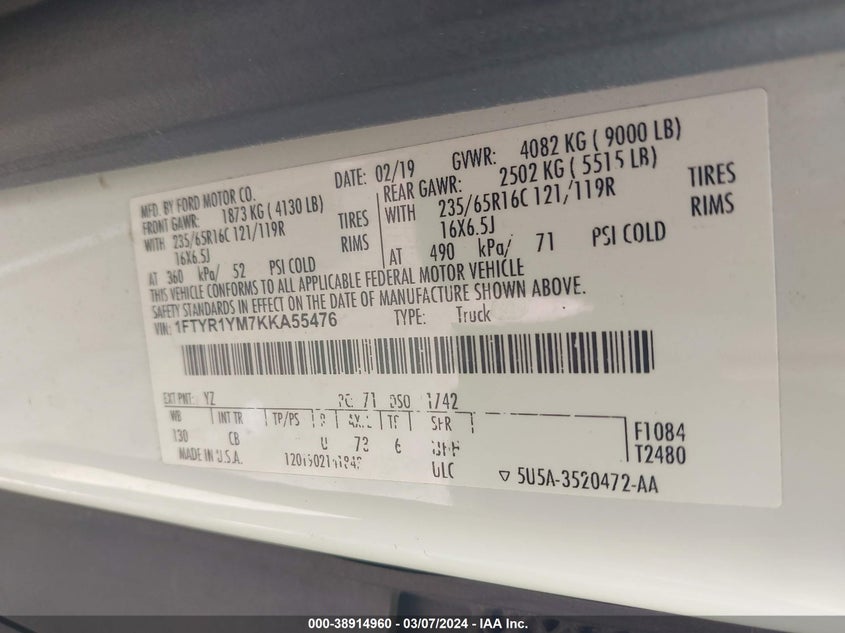 MFD. BY FORD MOTOR CO. DATE: 02/19 GVWR: 4082 KG ( 9000 LB)
FRONT GAWR: 1873 KG ( 4130 LB) REAR GAWR: 2502 KG ( 5515 LB)
WITH 235/65R16C 121/119R TIRES WITH 235/65R16C 121/119R TIRES
16X6.5J RIMS 16X6.5J RIMS
AT 360 kPa/ 52 PSI COLD AT 490 kPa/ 71 PSI COLD
THIS VEHICLE CONFORMS TO ALL APPLICABLE FEDERAL MOTOR VEHICLE
SAFETY STANDARDS IN EFFECT ON THE DATE OF MANUFACTURE SHOWN ABOVE.
VIN: 1FTYR1YM7KKA55476 TYPE: Truck
EXT PNT: YZ 71 DSO
WB INT TR TP/PS
130 CB 73 6
MADE IN U.S.A. ULC
F1084
T2480
5U5A-3520472-AA
000-38914960 — 03/07/2024 — IAA Inc.